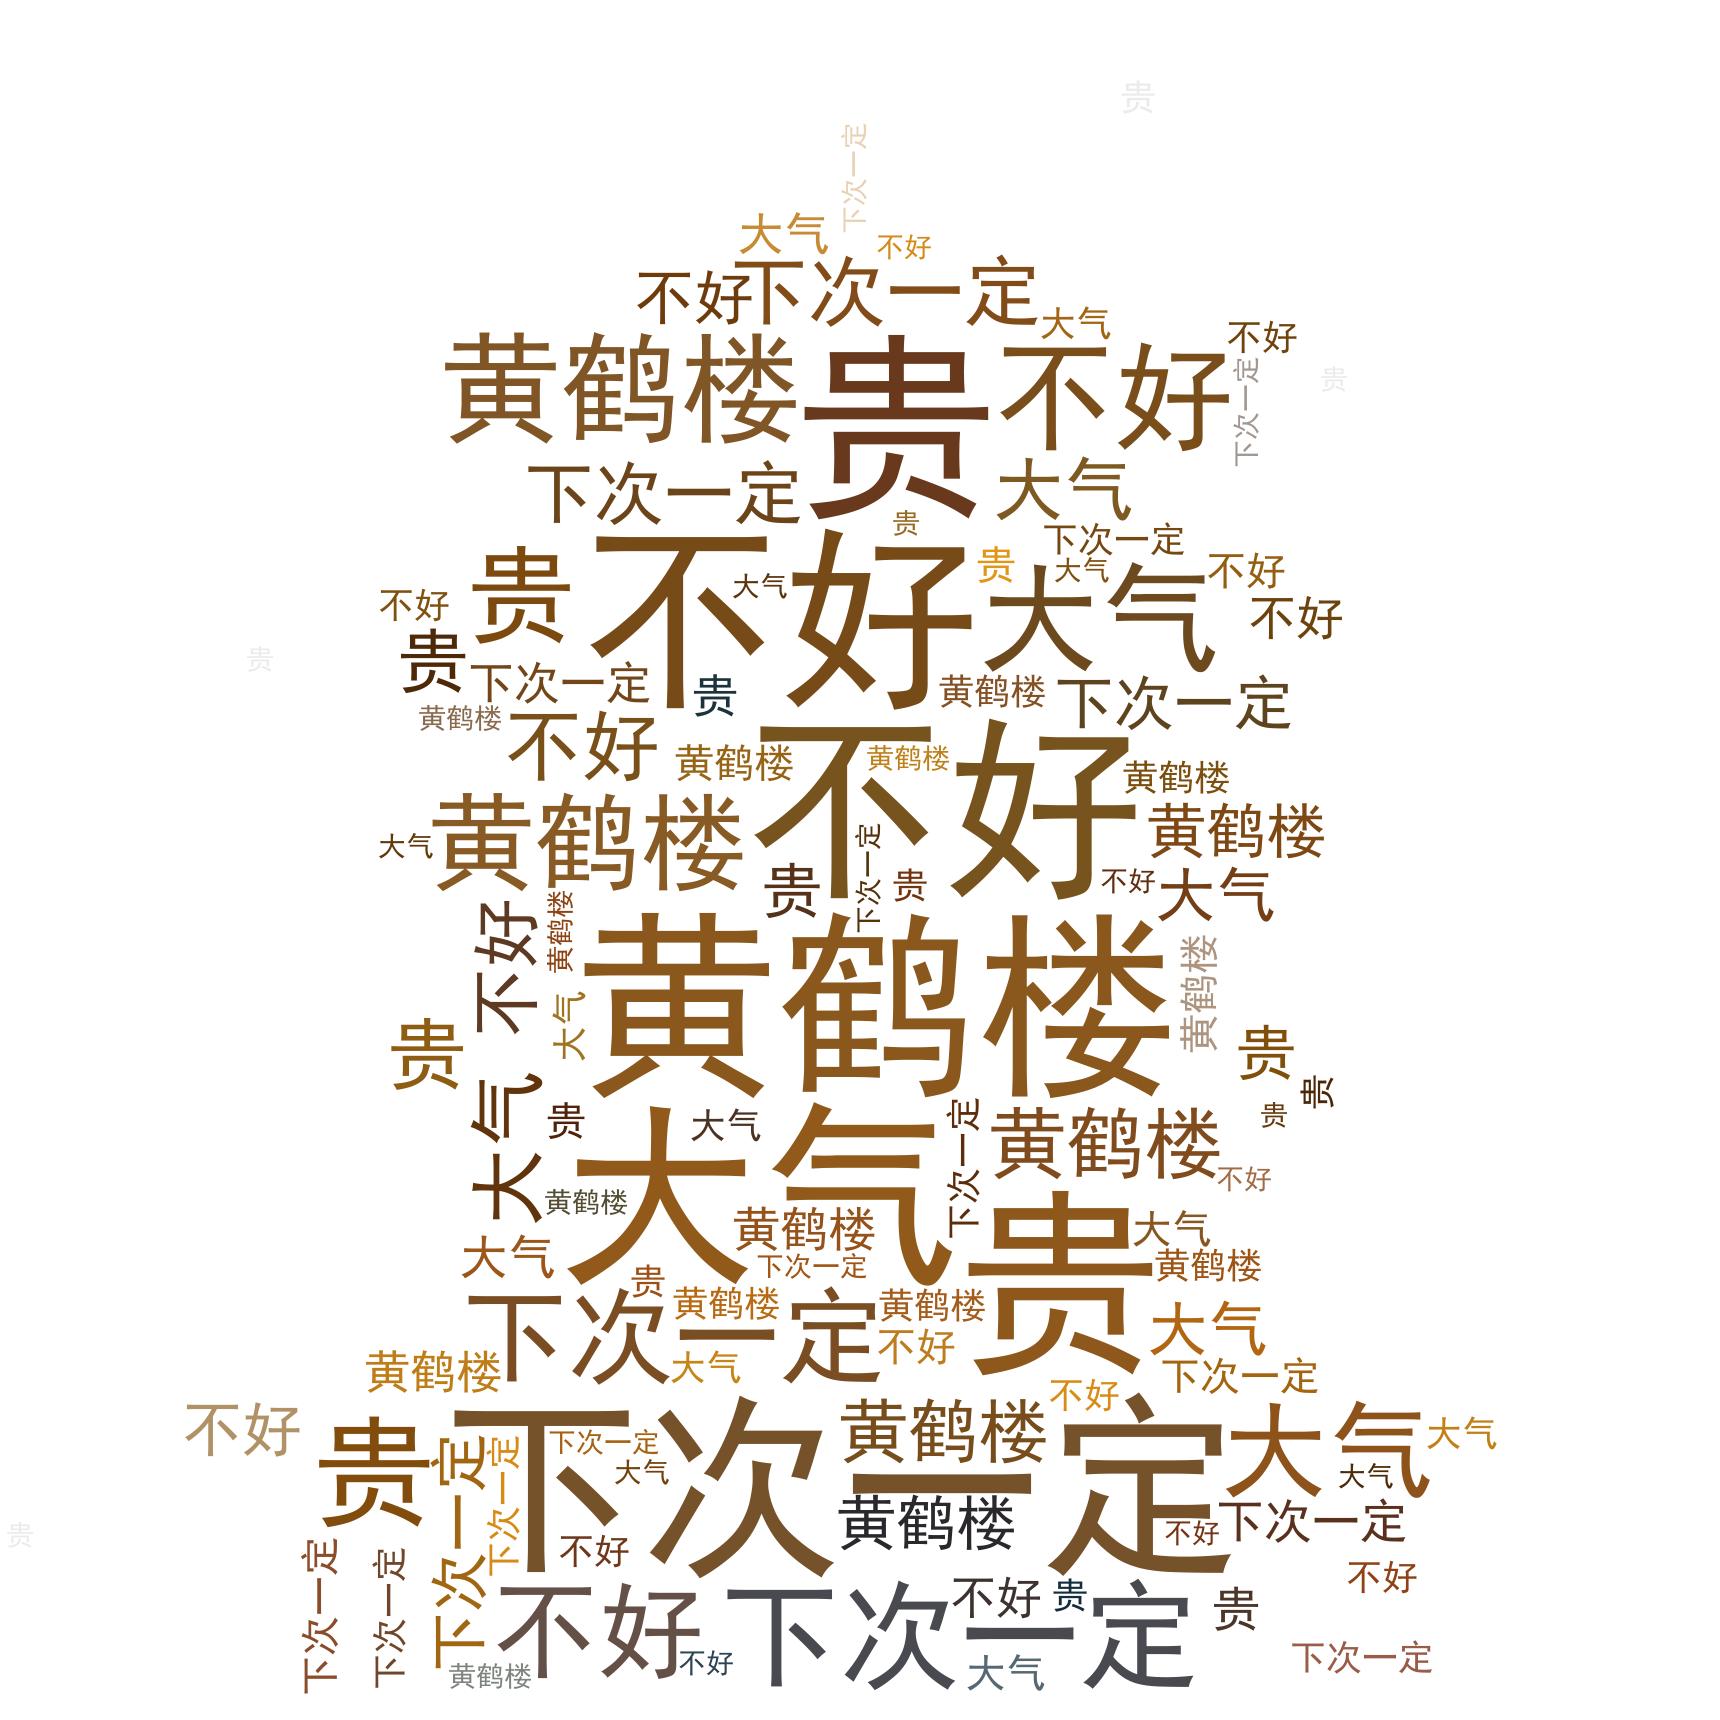 贵
下次一定
大气 不好
不好 下次一定
大气 不好
黄鹤楼 贵 不好
下次一定
贵
下次一定 大气
贵 下次一定
贵 不好 贵 大气 不好
大气 大气
不好 不好
贵 贵
下次一定 贵 黄鹤楼 下次一定
黄鹤楼 不好 不好
黄鹤楼 黄鹤楼 黄鹤楼
黄鹤楼 黄鹤楼
大气 贵 下次一定 贵 不好 大气
不好 黄鹤楼 黄鹤楼 黄鹤楼
大气
贵 贵
贵 贵
大气 贵 大气 下次一定 黄鹤楼
大气 不好
黄鹤楼 黄鹤楼 贵 大气
大气 下次一定 黄鹤楼
贵 黄鹤楼 黄鹤楼
下次一定 不好 大气
黄鹤楼 大气 下次一定
不好
不好 黄鹤楼 大气 大气
贵 下次一定 下次一定 下次一定 下次一定
大气 大气
贵 黄鹤楼 不好 下次一定
下次一定 下次一定 不好 不好
不好 下次一定 不好 贵 贵
黄鹤楼 不好 大气 下次一定